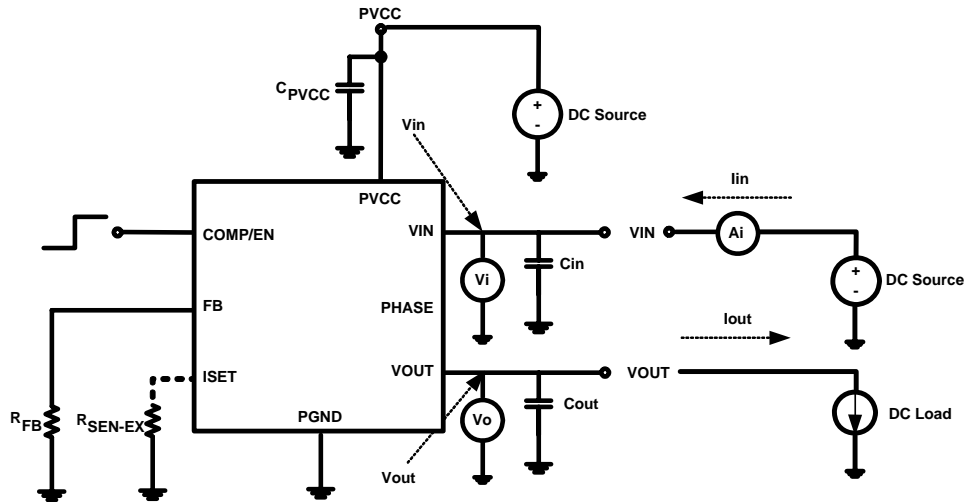 PVCC
CPVCC
DC Source
+
-
Vin
PVCC
Iin
COMP/EN
VIN
VIN
Ai
Cin
Vi
+
-
DC Source
FB
PHASE
Iout
ISET
VOUT
VOUT
RFB
RSEN-EX
PGND
Vo
Cout
DC Load
Vout